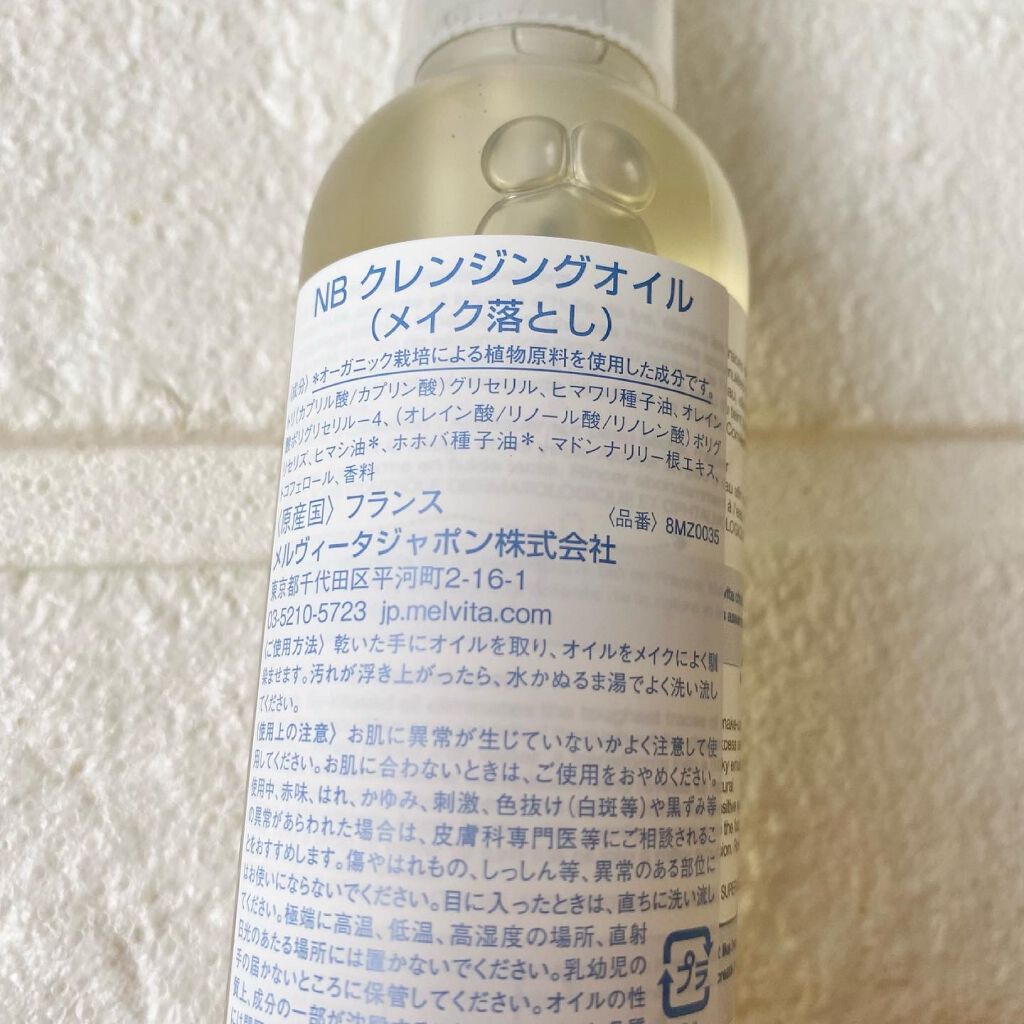 NB クレンジングオイル
(メイク落とし)
〈成分〉*オーガニック栽培による植物原料を使用した成分です。
トリ(カプリル酸/カプリン酸)グリセリル、ヒマワリ種子油、オレイン
酸ポリグリセリル-4、(オレイン酸/リノール酸/リノレン酸)ポリグ
リセリズ、ヒマシ油*、ホホバ種子油*、マドンナリリー根エキス、
トコフェロール、香料
〈原産国〉フランス
〈品番〉8MZ0035
メルヴィータジャポン株式会社
東京都千代田区平河町2-16-1
03-5210-5723 jp.melvita.com
〈ご使用方法〉乾いた手にオイルを取り、オイルをメイクによく馴
染ませます。汚れが浮き上がったら、水かぬるま湯でよく洗い流し
てください。
〈使用上の注意〉お肌に異常が生じていないかよく注意して使
用してください。お肌に合わないときは、ご使用をおやめください。
使用中、赤味、はれ、かゆみ、刺激、色抜け(白斑等)や黒ずみ等
の異常があらわれた場合は、皮膚科専門医等にご相談されるこ
とをおすすめします。傷やはれもの、しっしん等、異常のある部位に
はお使いにならないでください。目に入ったときは、直ちに洗い流し
てください。極端に高温、低温、高湿度の場所、直射
日光のあたる場所には置かないでください。乳幼児の
手の届かないところに保管してください。オイルの性
質上、成分の一部が沈殿する
プラ